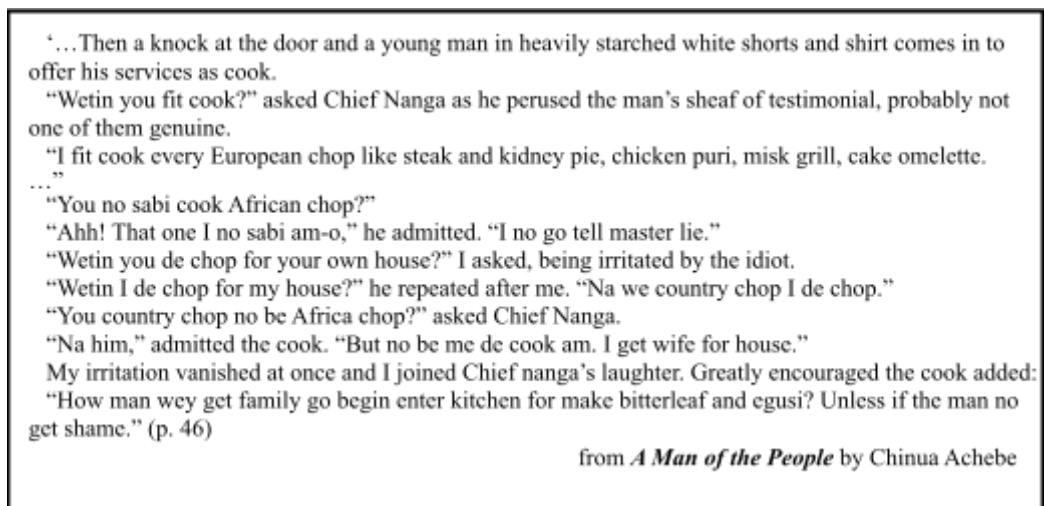 ‘…Then a knock at the door and a young man in heavily starched white shorts and shirt comes in to
offer his services as cook.
“Wetin you fit cook?” asked Chief Nanga as he perused the man’s sheaf of testimonial, probably not
one of them genuine.
“I fit cook every European chop like steak and kidney pie, chicken puri, misk grill, cake omelette.
…”
“You no sabi cook African chop?”
“Ahh! That one I no sabi am-o,” he admitted. “I no go tell master lie.”
“Wetin you de chop for your own house?” I asked, being irritated by the idiot.
“Wetin I de chop for my house?” he repeated after me. “Na we country chop I de chop.”
“You country chop no be Africa chop?” asked Chief Nanga.
“Na him,” admitted the cook. “But no be me de cook am. I get wife for house.”
My irritation vanished at once and I joined Chief nanga’s laughter. Greatly encouraged the cook added:
“How man wey get family go begin enter kitchen for make bitterleaf and egusi? Unless if the man no
get shame.” (p. 46)
from A Man of the People by Chinua Achebe